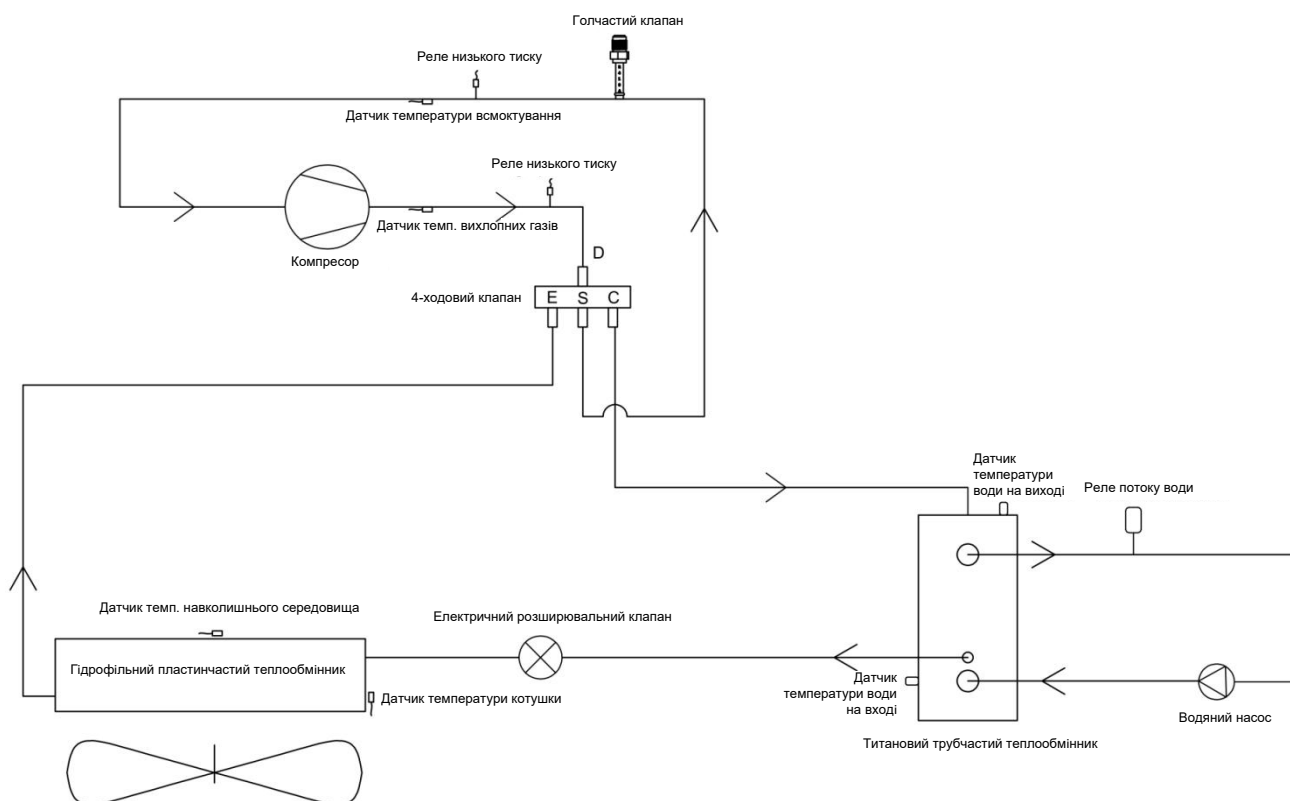 Голчастий клапан
Реле низького тиску
Датчик температури всмоктування
Реле низького тиску
Датчик темп. вихлопних газів
Компресор
D
4-ходовий клапан
E S C
Датчик
температури
води на виході
Реле потоку води
Датчик темп. навколишнього середовища
Електричний розширювальний клапан
Гідрофільний пластинчастий теплообмінник
Датчик температури котушки
Датчик
температури води
на вході
Водяний насос
Титановий трубчастий теплообмінник